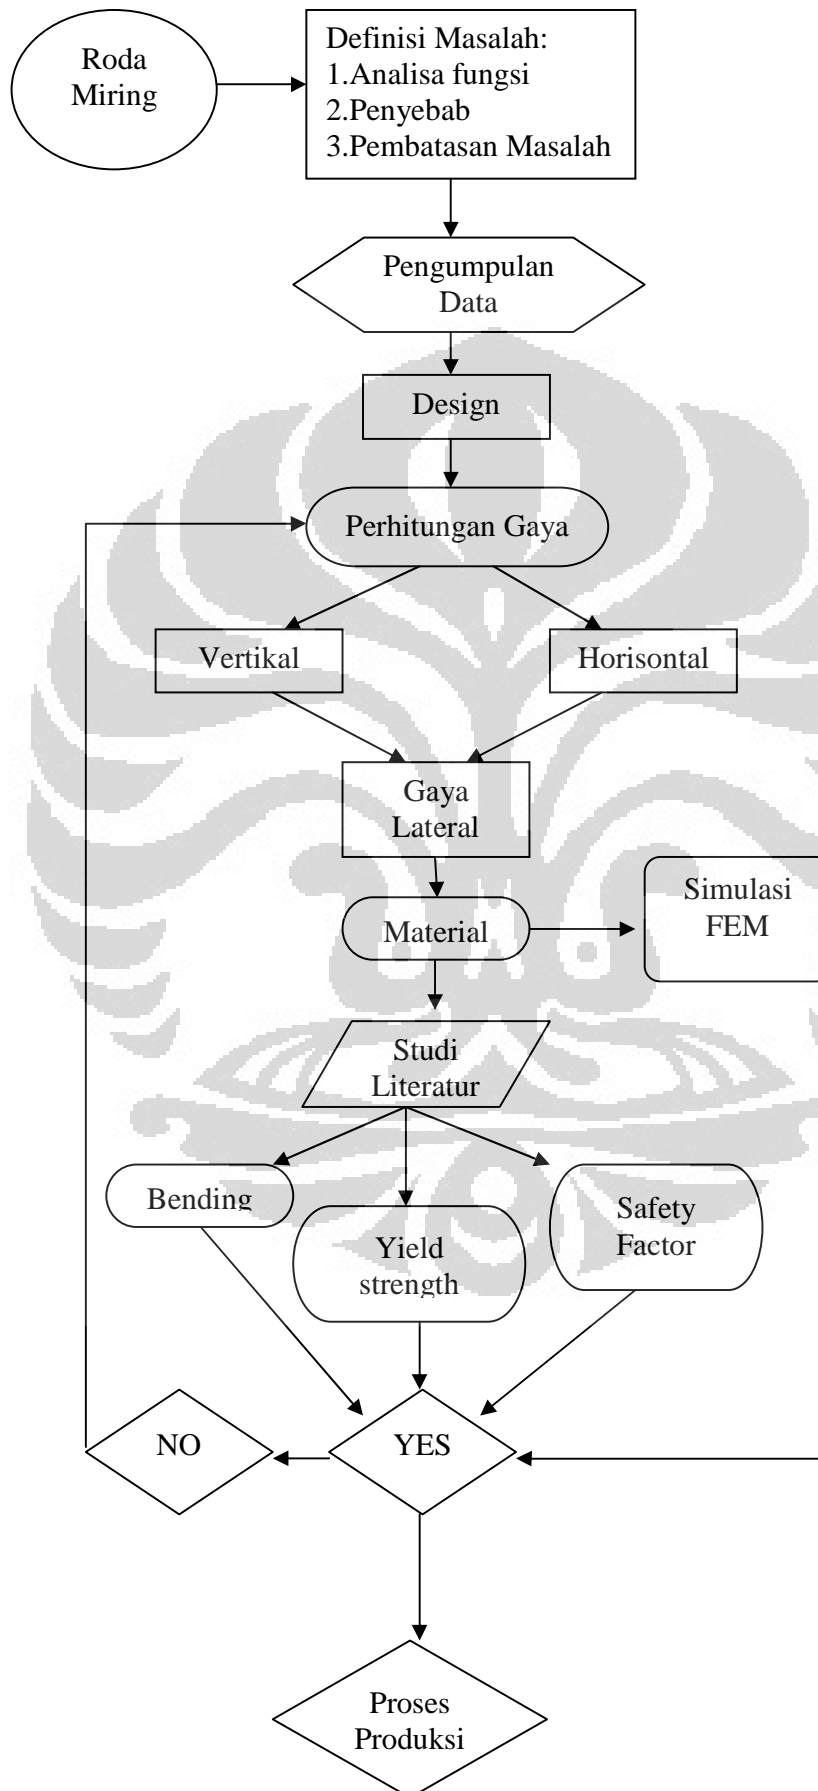 Roda
Miring
Definisi Masalah:
1.Analisa fungsi
2.Penyebab
3.Pembatasan Masalah
Pengumpulan
Data
Design
Perhitungan Gaya
Vertikal
Horisontal
Gaya
Lateral
Material
Simulasi
FEM
Studi
Literatur
Bending
Yield
strength
Safety
Factor
NO
YES
Proses
Produksi